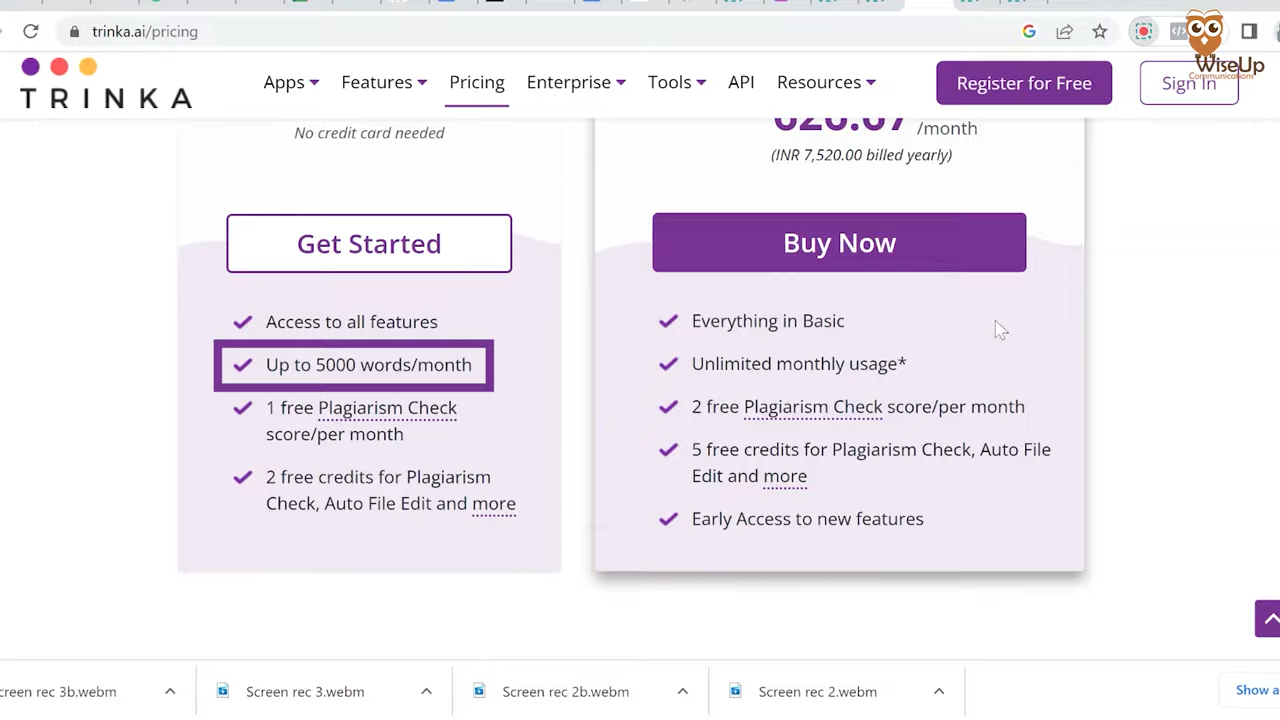 trinka.ai/pricing
WiseUp
Communications
TRINKA
Apps
Features
Pricing
Enterprise
Tools
API
Resources
Register for Free
Sign In
No credit card needed
/month
(INR 7,520.00 billed yearly)
Get Started
Buy Now
Access to all features
Up to 5000 words/month
1 free Plagiarism Check
score/per month
2 free credits for Plagiarism
Check, Auto File Edit and more
Everything in Basic
Unlimited monthly usage*
2 free Plagiarism Check score/per month
5 free credits for Plagiarism Check, Auto File
Edit and more
Early Access to new features
creen rec 3b.webm
Screen rec 3.webm
Screen rec 2b.webm
Screen rec 2.webm
Show a